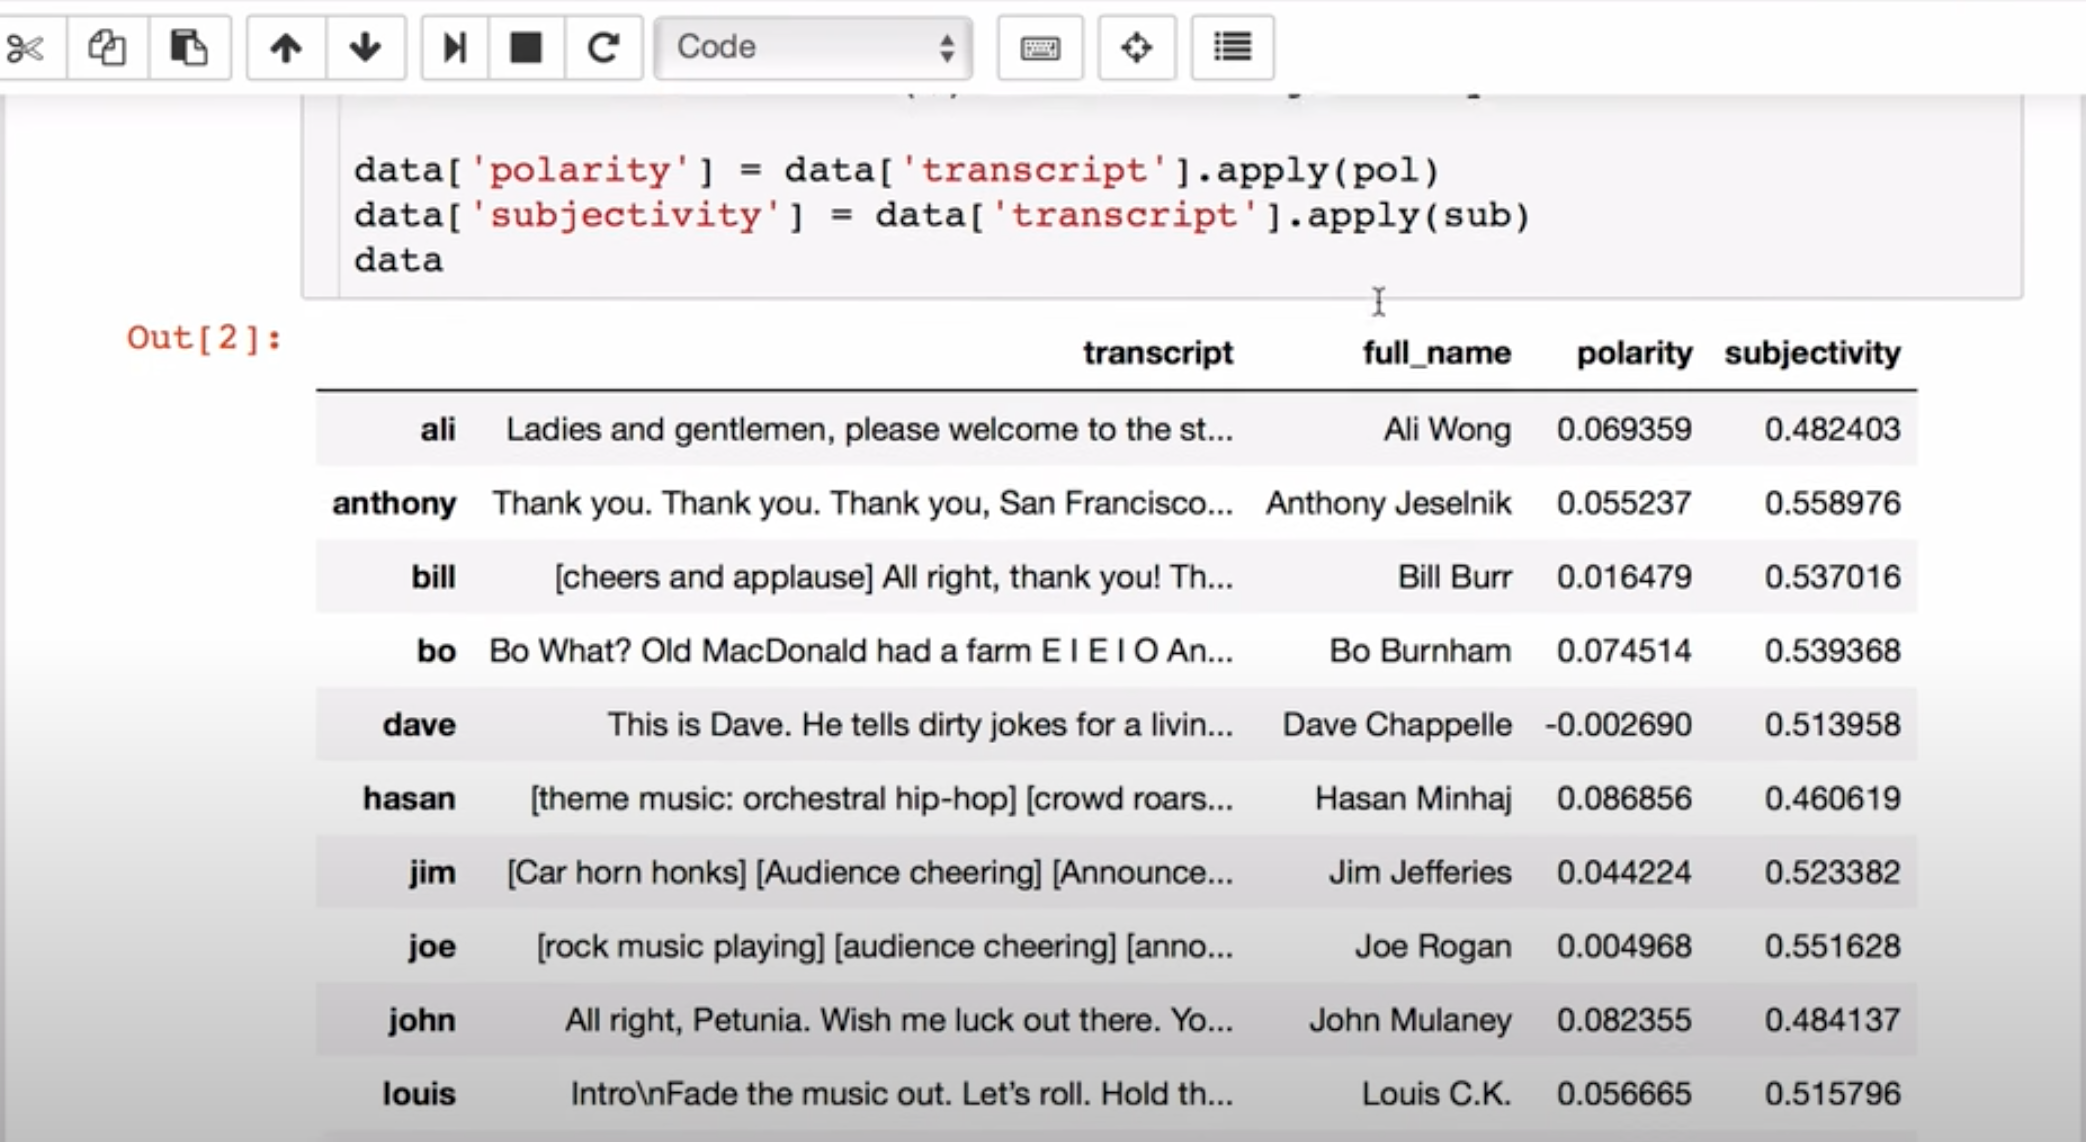 Code
data['polarity'] = data['transcript'].apply(pol)
data['subjectivity'] = data['transcript'].apply(sub)
data
Out[2]:
transcript full_name polarity subjectivity
ali Ladies and gentlemen, please welcome to the st... Ali Wong 0.069359 0.482403
anthony Thank you. Thank you. Thank you, San Francisco... Anthony Jeselnik 0.055237 0.558976
bill [cheers and applause] All right, thank you! Th... Bill Burr 0.016479 0.537016
bo Bo What? Old MacDonald had a farm E I E I O An... Bo Burnham 0.074514 0.539368
dave This is Dave. He tells dirty jokes for a livin... Dave Chappelle -0.002690 0.513958
hasan [theme music: orchestral hip-hop] [crowd roars... Hasan Minhaj 0.086856 0.460619
jim [Car horn honks] [Audience cheering] [Announce... Jim Jefferies 0.044224 0.523382
joe [rock music playing] [audience cheering] [anno... Joe Rogan 0.004968 0.551628
john All right, Petunia. Wish me luck out there. Yo... John Mulaney 0.082355 0.484137
louis Intro\nFade the music out. Let’s roll. Hold th... Louis C.K. 0.056665 0.515796